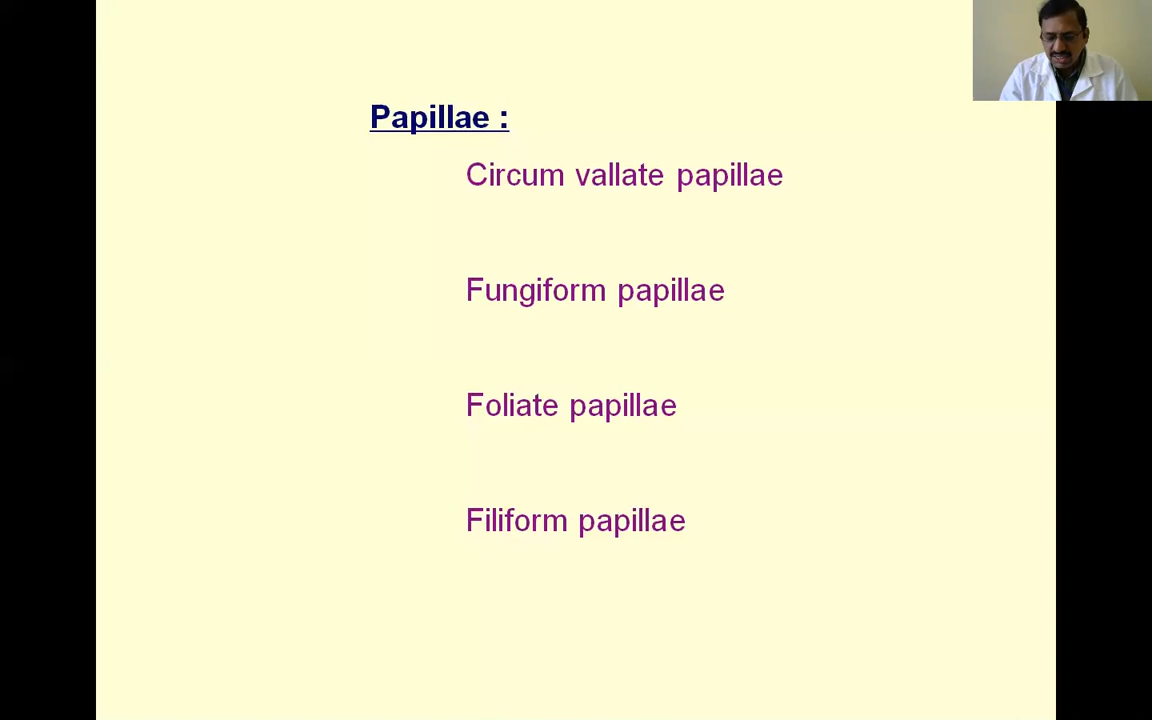 Papillae :
Circum vallate papillae
Fungiform papillae
Foliate papillae
Filiform papillae